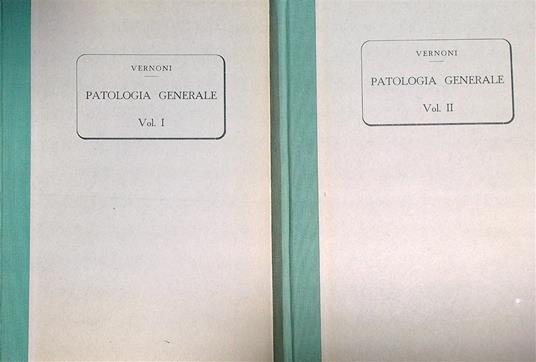 VERNONI
PATOLOGIA GENERALE
Vol. I
VERNONI
PATOLOGIA GENERALE
Vol. II